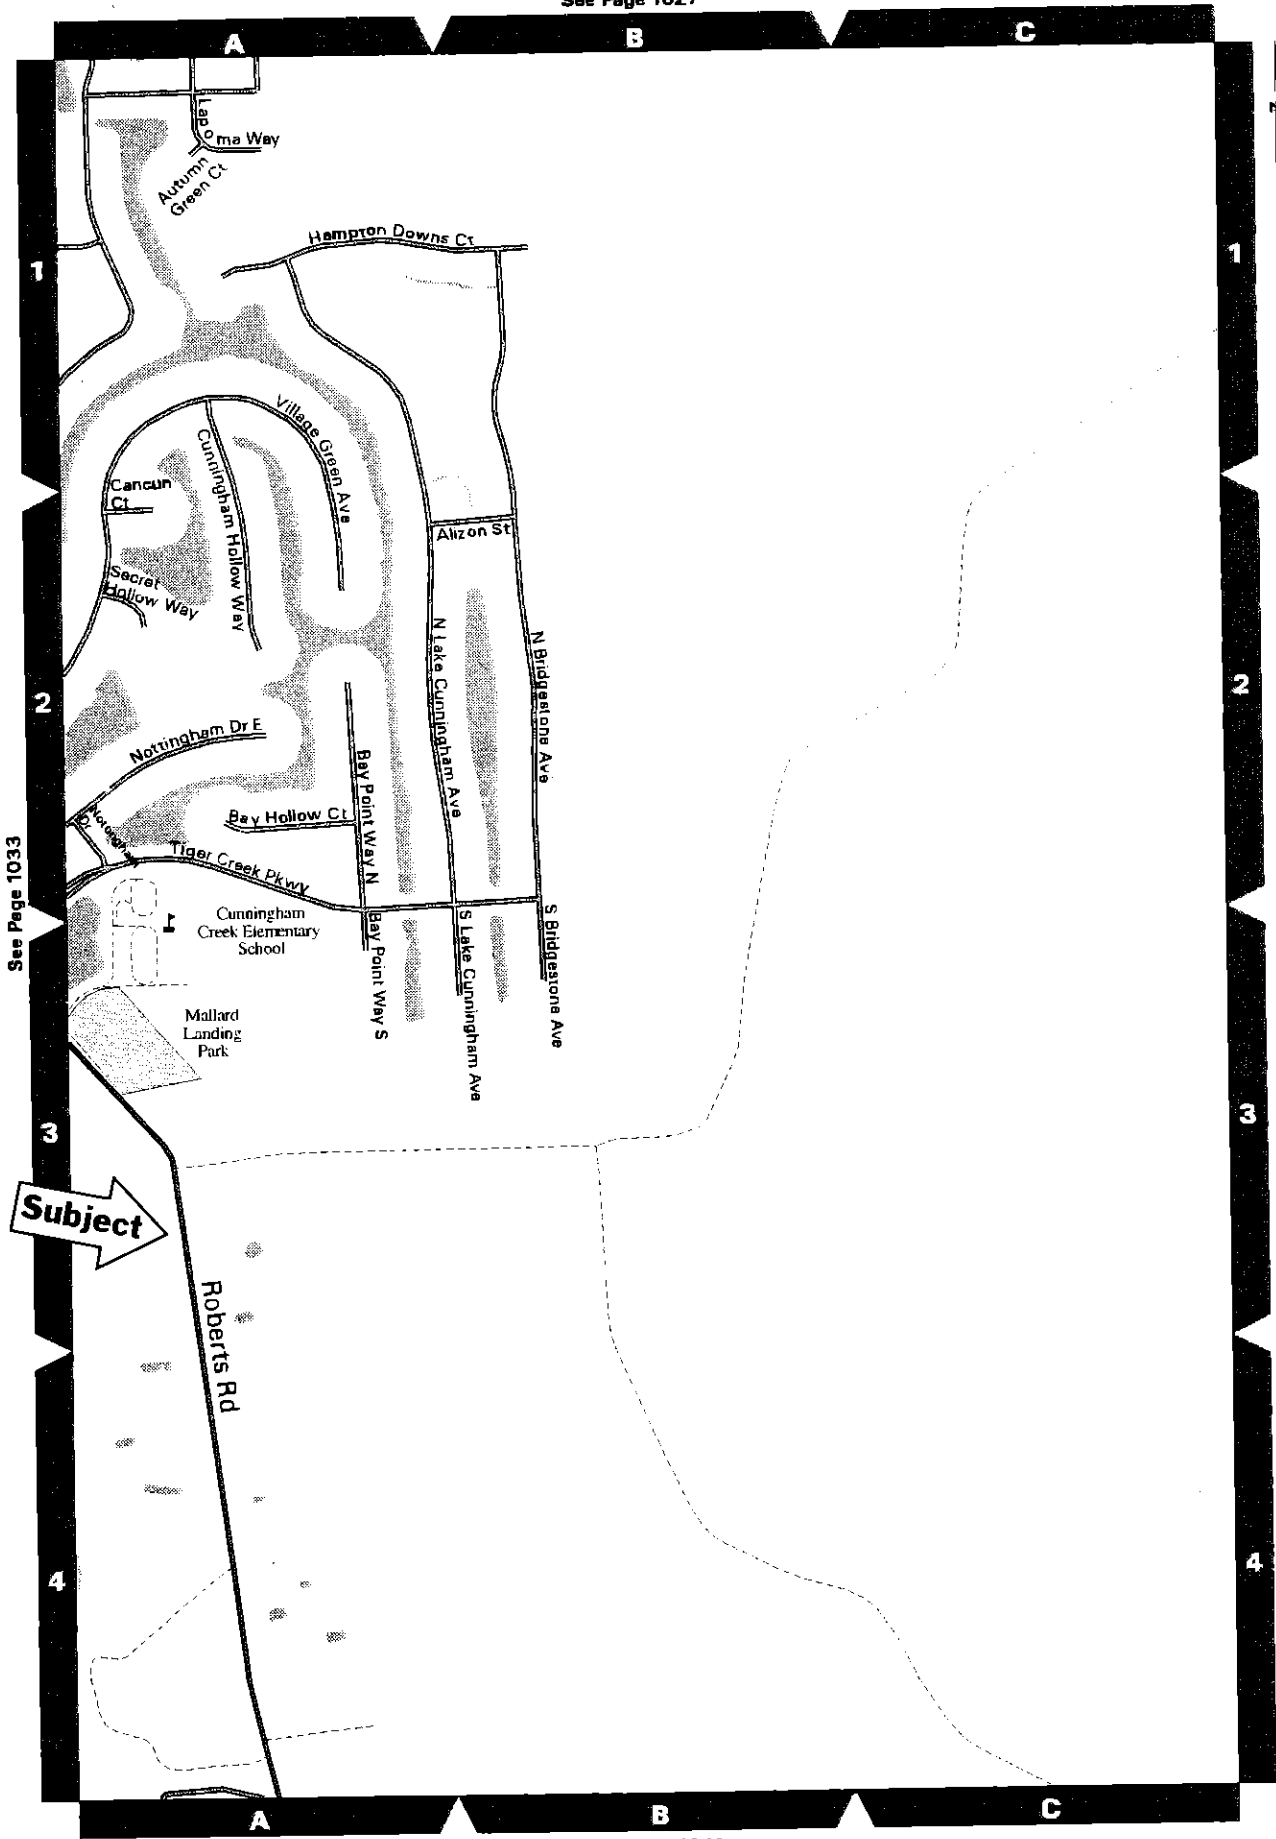 See Page 1027
A
B
C
Lapoma Way
Autumn
Green Ct
Hampton Downs Ct
1
1
Village Green Ave
Cunningham Hollow Way
Cancun
Ct
Alizon St
Secret
Hollow Way
N Lake Cunningham Ave
N Bridgestone Ave
2
2
Nottingham Dr E
Bay Point Way N
Bay Hollow Ct
Nottingham
Dr
Tiger Creek Pkwy
See Page 1033
Cunningham
Creek Elementary
School
Bay Point Way S
S Lake Cunningham Ave
S Bridgestone Ave
Mallard
Landing
Park
3
3
Subject
Roberts Rd
4
4
A
B
C